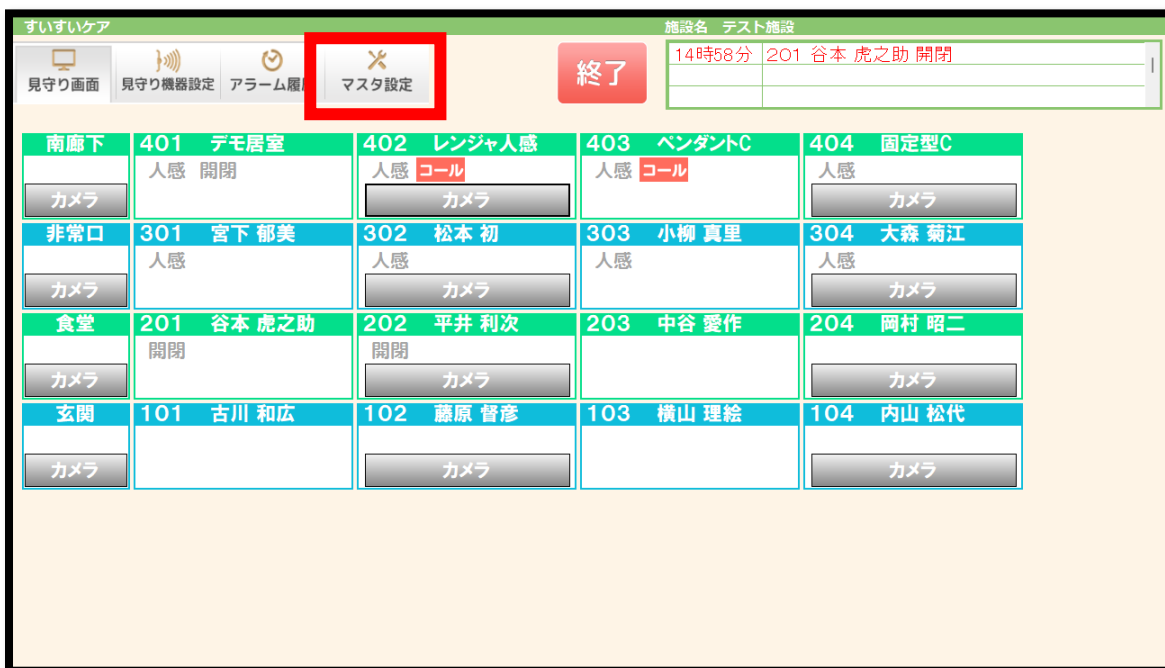 すいすいケア 施設名 テスト施設
見守り画面 見守り機器設定 アラーム履 マスタ設定 終了
14時58分 201 谷本 虎之助 開閉
南廊下 401 デモ居室 402 レンジャ人感 403 ペンダントC 404 固定型C
人感 開閉 人感 コール 人感 コール 人感
カメラ カメラ カメラ
非常口 301 宮下 郁美 302 松本 初 303 小柳 真里 304 大森 菊江
人感 人感 人感 人感
カメラ カメラ カメラ
食堂 201 谷本 虎之助 202 平井 利次 203 中谷 愛作 204 岡村 昭二
開閉 開閉
カメラ カメラ カメラ
玄関 101 古川 和広 102 藤原 督彦 103 横山 理絵 104 内山 松代
カメラ カメラ カメラ